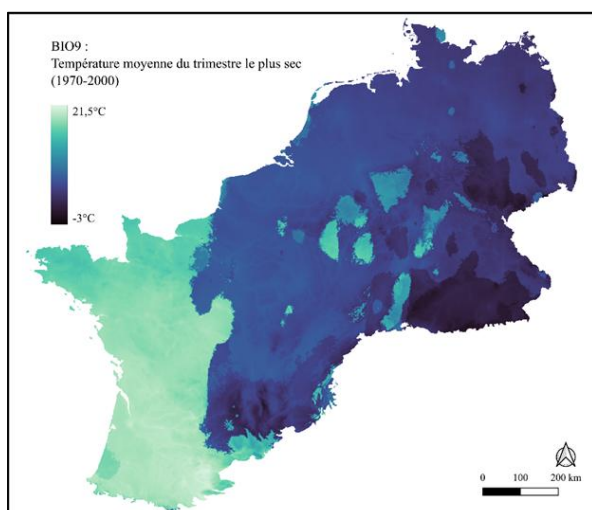 BIO9 :
Température moyenne du trimestre le plus sec
(1970-2000)
21,5°C
-3°C
0 100 200 km